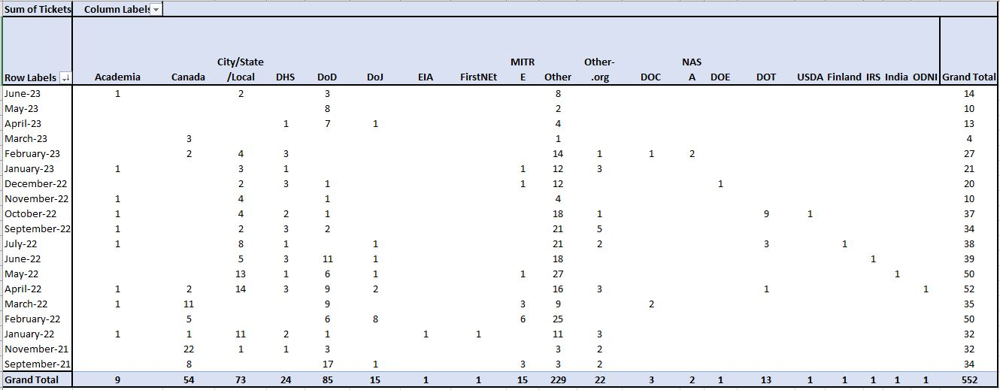 Sum of Tickets Column Labels
City/State MITR Other- NAS
Row Labels Academia Canada /Local DHS DoD DoJ EIA FirstNEt E Other .org DOC A DOE DOT USDA Finland IRS India ODNI Grand Total
June-23 1 2 3 8 14
May-23 8 2 10
April-23 1 7 1 4 13
March-23 3 1 4
February-23 2 4 3 14 1 1 2 27
January-23 1 3 1 1 12 3 21
December-22 2 3 1 1 12 1 20
November-22 1 4 1 4 10
October-22 1 4 2 1 18 1 9 1 37
September-22 1 2 3 2 21 5 34
July-22 1 8 1 1 21 2 3 1 38
June-22 5 3 11 1 18 1 39
May-22 13 1 6 1 1 27 1 50
April-22 1 2 14 3 9 2 16 3 1 1 52
March-22 1 11 9 3 9 2 35
February-22 5 6 8 6 25 50
January-22 1 1 11 2 1 1 1 11 3 32
November-21 22 1 1 3 3 2 32
September-21 8 17 1 3 3 2 34
Grand Total 9 54 73 24 85 15 1 1 15 229 22 3 2 1 13 1 1 1 1 1 552